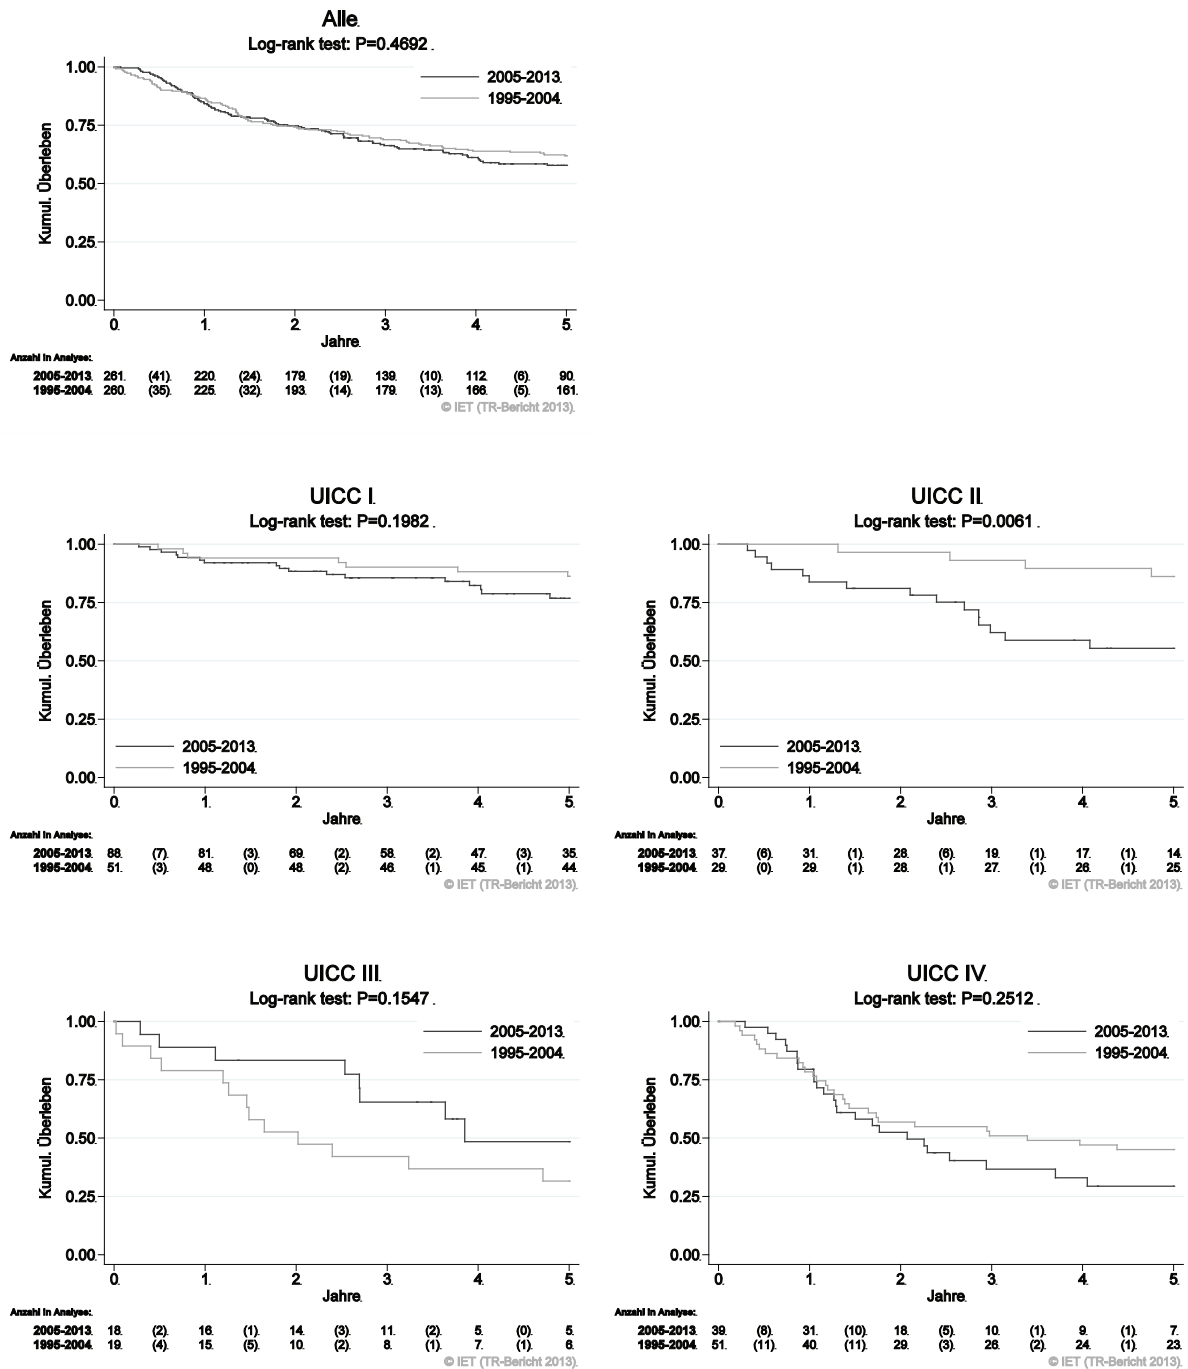 Alle.
Log-rank test: P=0.4692 .
1.00.
0.75.
0.50.
0.25.
0.00.
Kumul. Überleben
2005-2013.
1995-2004.
0. 1. 2. 3. 4. 5.
Jahre.
Anzahl in Analyse:.
2005-2013. 261. (41). 220. (24). 179. (19). 139. (10). 112. (6). 90.
1995-2004. 260. (35). 225. (32). 193. (14). 179. (13). 166. (5). 161.
© IET (TR-Bericht 2013).
UICC I.
Log-rank test: P=0.1982 .
1.00.
0.75.
0.50.
0.25.
0.00.
Kumul. Überleben
2005-2013.
1995-2004.
0. 1. 2. 3. 4. 5.
Jahre.
Anzahl in Analyse:.
2005-2013. 88. (7). 81. (3). 69. (2). 58. (2). 47. (3). 35.
1995-2004. 51. (3). 48. (0). 48. (2). 46. (1). 45. (1). 44.
© IET (TR-Bericht 2013).
UICC II.
Log-rank test: P=0.0061 .
1.00.
0.75.
0.50.
0.25.
0.00.
Kumul. Überleben
2005-2013.
1995-2004.
0. 1. 2. 3. 4. 5.
Jahre.
Anzahl in Analyse:.
2005-2013. 37. (6). 31. (1). 28. (6). 19. (1). 17. (1). 14.
1995-2004. 29. (0). 29. (1). 28. (1). 27. (1). 26. (1). 25.
© IET (TR-Bericht 2013).
UICC III.
Log-rank test: P=0.1547 .
1.00.
0.75.
0.50.
0.25.
0.00.
Kumul. Überleben
2005-2013.
1995-2004.
0. 1. 2. 3. 4. 5.
Jahre.
Anzahl in Analyse:.
2005-2013. 18. (2). 16. (1). 14. (3). 11. (2). 5. (0). 5.
1995-2004. 19. (4). 15. (5). 10. (2). 8. (1). 7. (1). 6.
© IET (TR-Bericht 2013).
UICC IV.
Log-rank test: P=0.2512 .
1.00.
0.75.
0.50.
0.25.
0.00.
Kumul. Überleben
2005-2013.
1995-2004.
0. 1. 2. 3. 4. 5.
Jahre.
Anzahl in Analyse:.
2005-2013. 39. (8). 31. (10). 18. (5). 10. (1). 9. (1). 7.
1995-2004. 51. (11). 40. (11). 29. (3). 26. (2). 24. (1). 23.
© IET (TR-Bericht 2013).